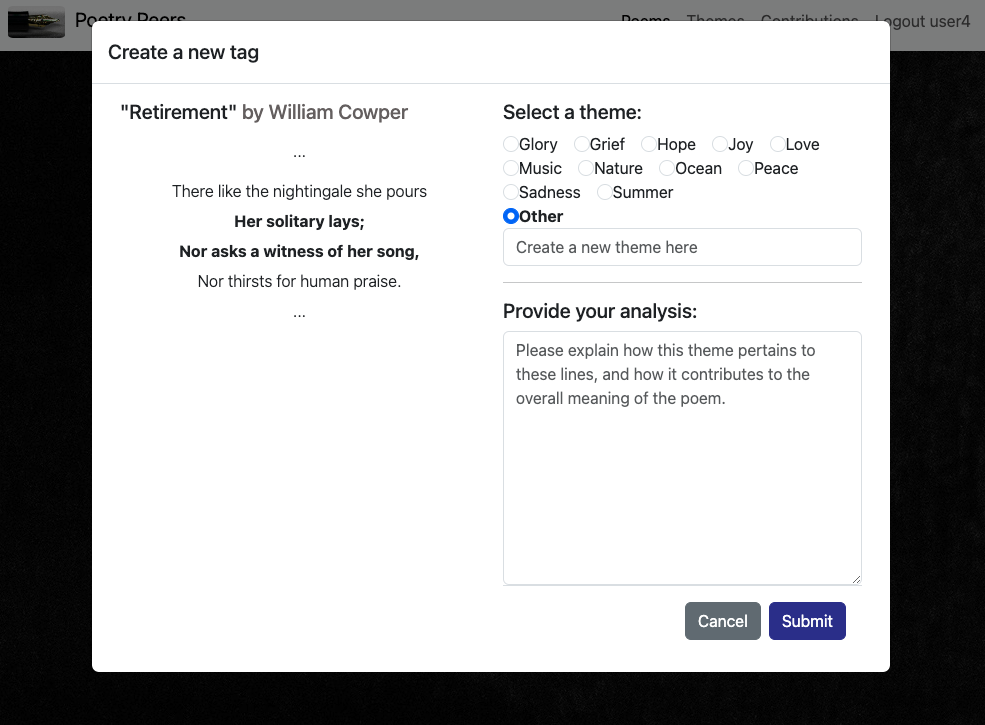 Poetry Peers
Poems Themes Contributions Logout user4
Create a new tag
"Retirement" by William Cowper
...
There like the nightingale she pours
Her solitary lays;
Nor asks a witness of her song,
Nor thirsts for human praise.
...
Select a theme:
Glory Grief Hope Joy Love
Music Nature Ocean Peace
Sadness Summer
Other
Create a new theme here
Provide your analysis:
Please explain how this theme pertains to
these lines, and how it contributes to the
overall meaning of the poem.
Cancel Submit